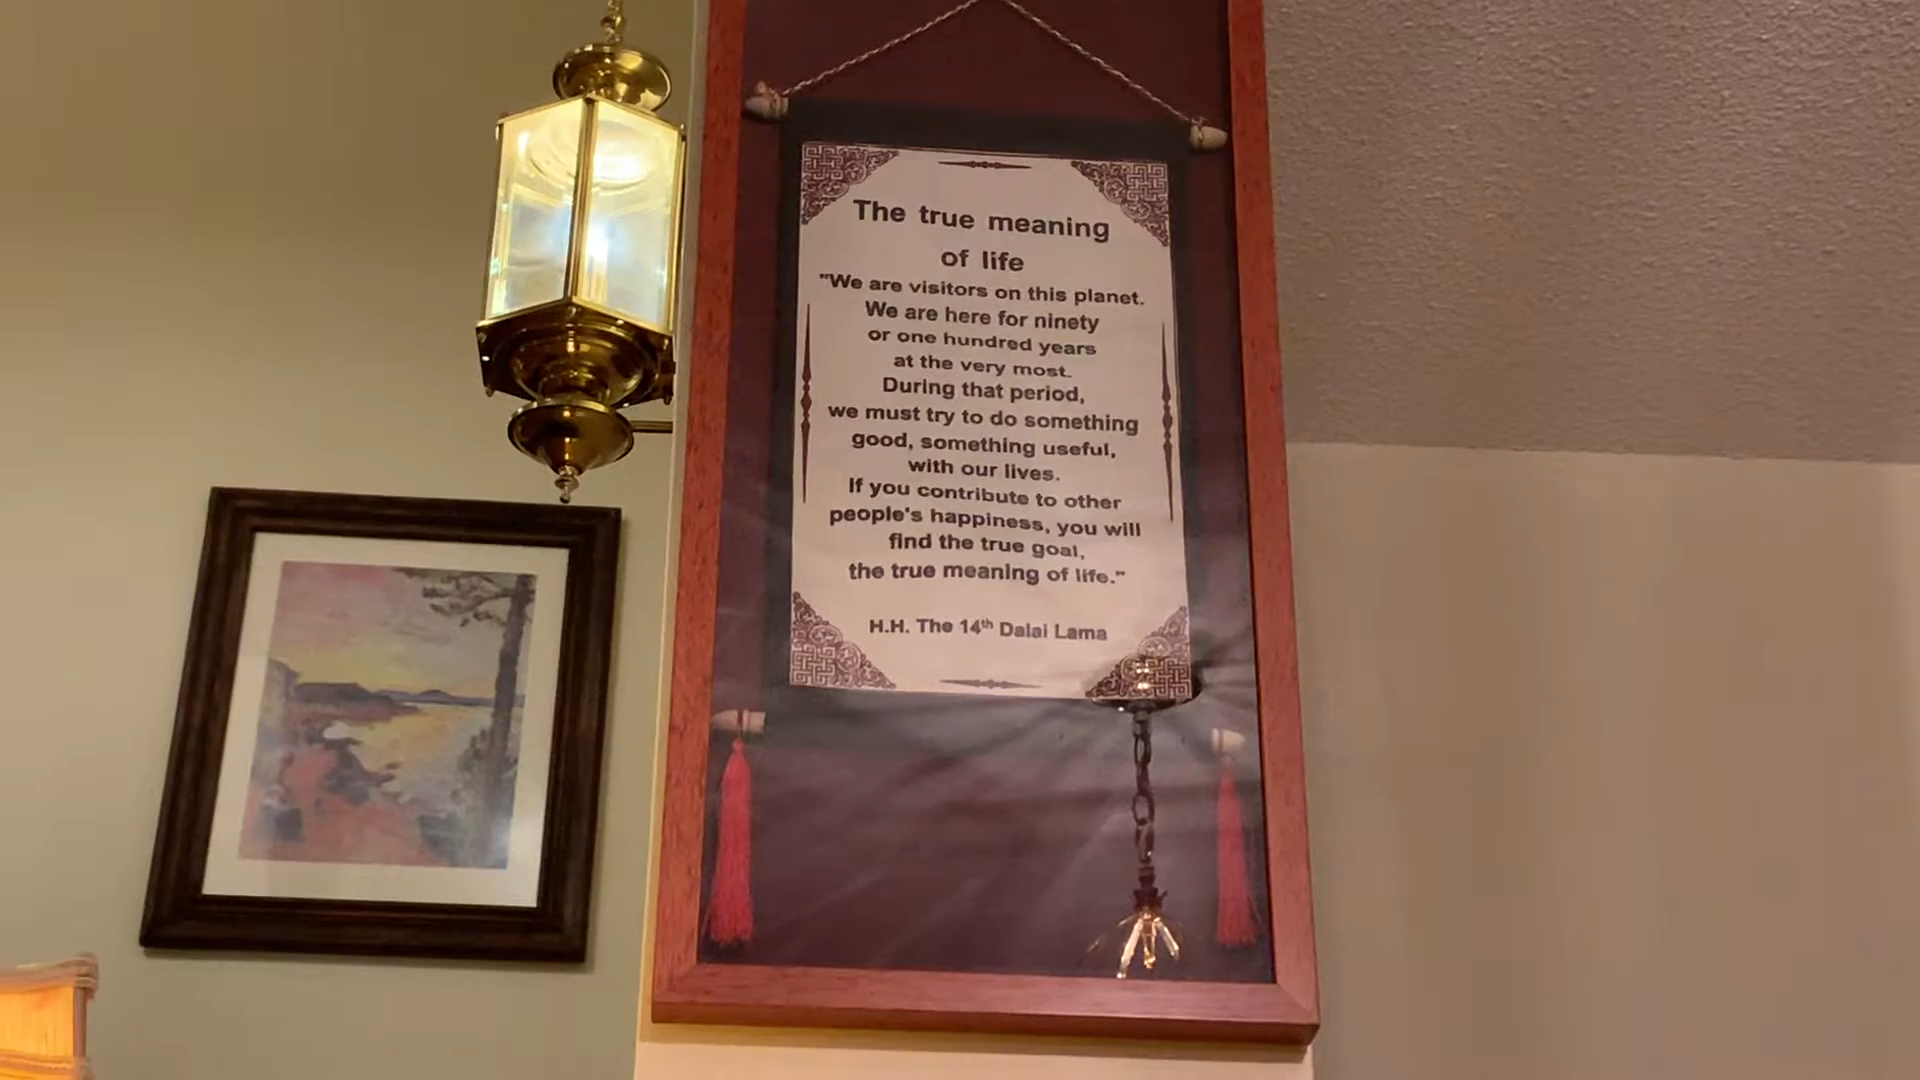 The true meaning
of life
"We are visitors on this planet.
We are here for ninety
or one hundred years
at the very most.
During that period,
we must try to do something
good, something useful,
with our lives.
If you contribute to other
people's happiness, you will
find the true goal,
the true meaning of life."
H.H. The 14th Dalai Lama